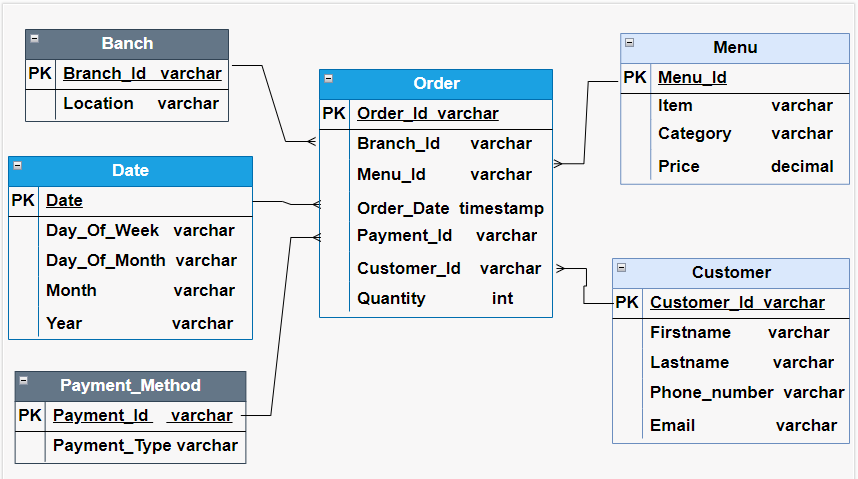 Banch
PK Branch_Id varchar
Location varchar
Date
PK Date
Day_Of_Week varchar
Day_Of_Month varchar
Month varchar
Year varchar
Payment_Method
PK Payment_Id varchar
Payment_Type varchar
Order
PK Order_Id varchar
Branch_Id varchar
Menu_Id varchar
Order_Date timestamp
Payment_Id varchar
Customer_Id varchar
Quantity int
Menu
PK Menu_Id
Item varchar
Category varchar
Price decimal
Customer
PK Customer_Id varchar
Firstname varchar
Lastname varchar
Phone_number varchar
Email varchar